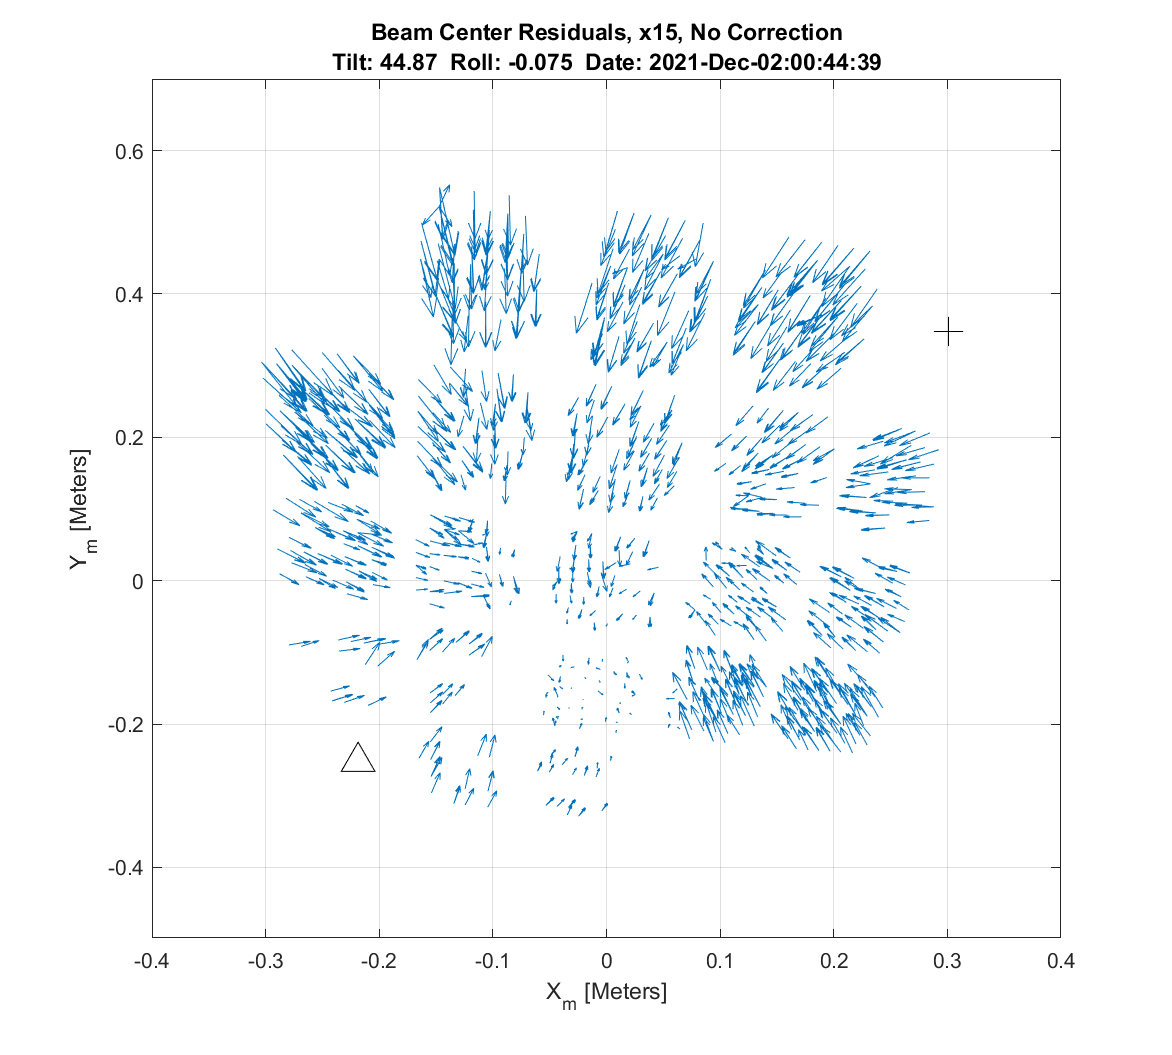 Beam Center Residuals, x15, No Correction
Tilt: 44.87  Roll: -0.075  Date: 2021-Dec-02:00:44:39
Y_m [Meters]
0.6
0.4
0.2
0
-0.2
-0.4
-0.4 -0.3 -0.2 -0.1 0 0.1 0.2 0.3 0.4
X_m [Meters]